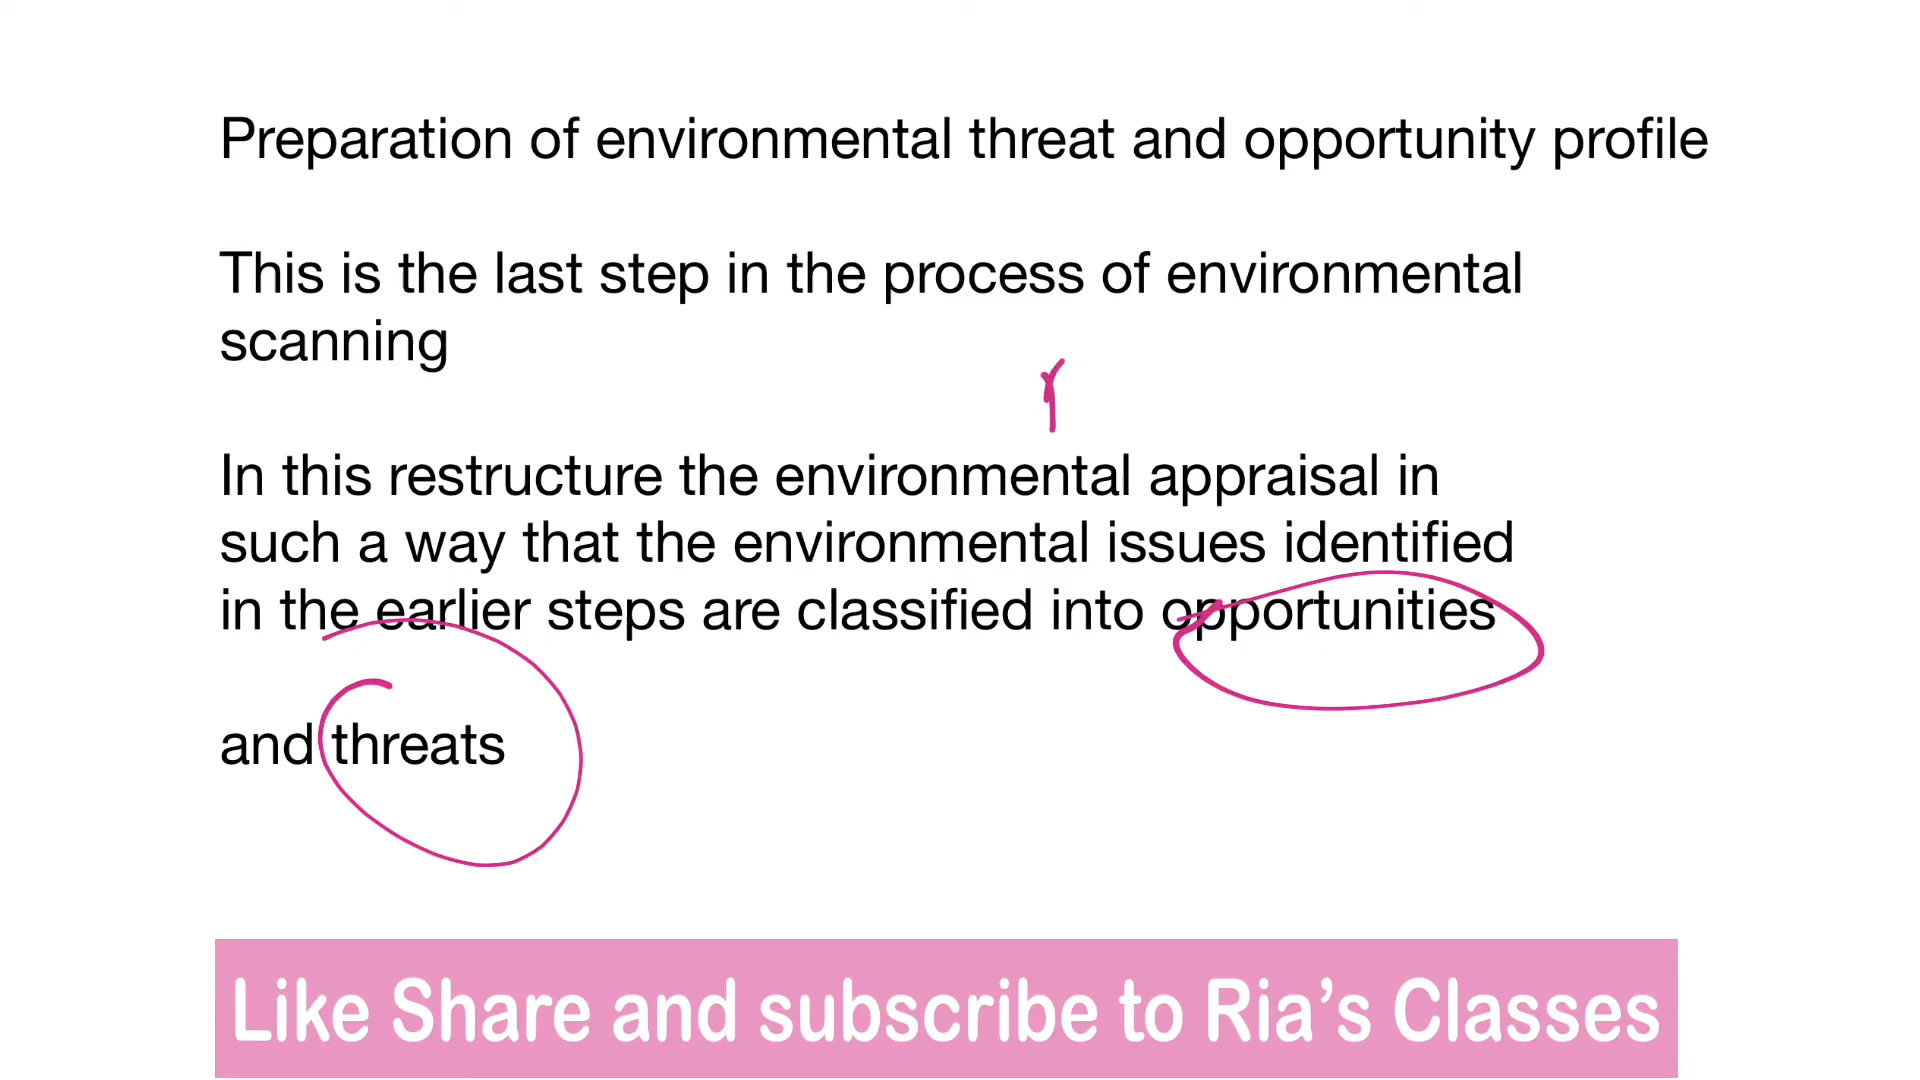 Preparation of environmental threat and opportunity profile
This is the last step in the process of environmental
scanning
In this restructure the environmental appraisal in
such a way that the environmental issues identified
in the earlier steps are classified into opportunities
and threats
Like Share and subscribe to Ria's Classes